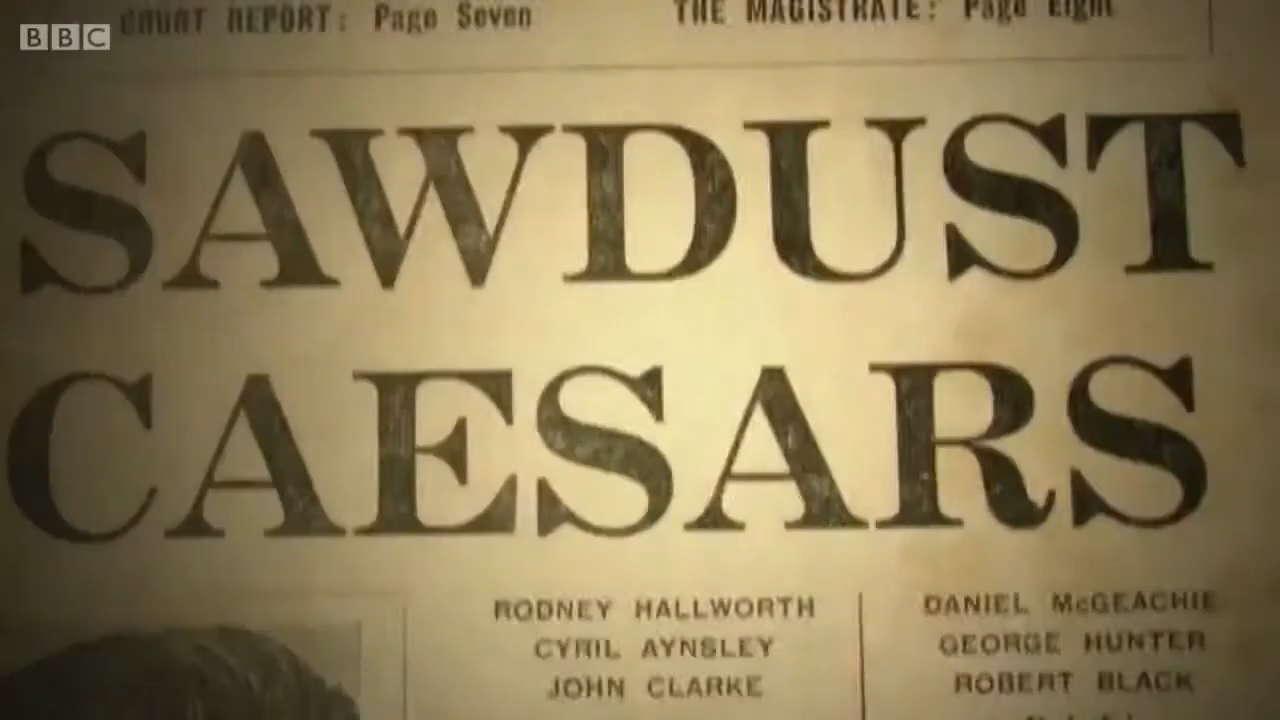 BBC
COURT REPORT: Page Seven
THE MAGISTRATE: Page Eight
SAWDUST
CAESARS
RODNEY HALLWORTH
CYRIL AYNSLEY
JOHN CLARKE
DANIEL McGEACHIE
GEORGE HUNTER
ROBERT BLACK